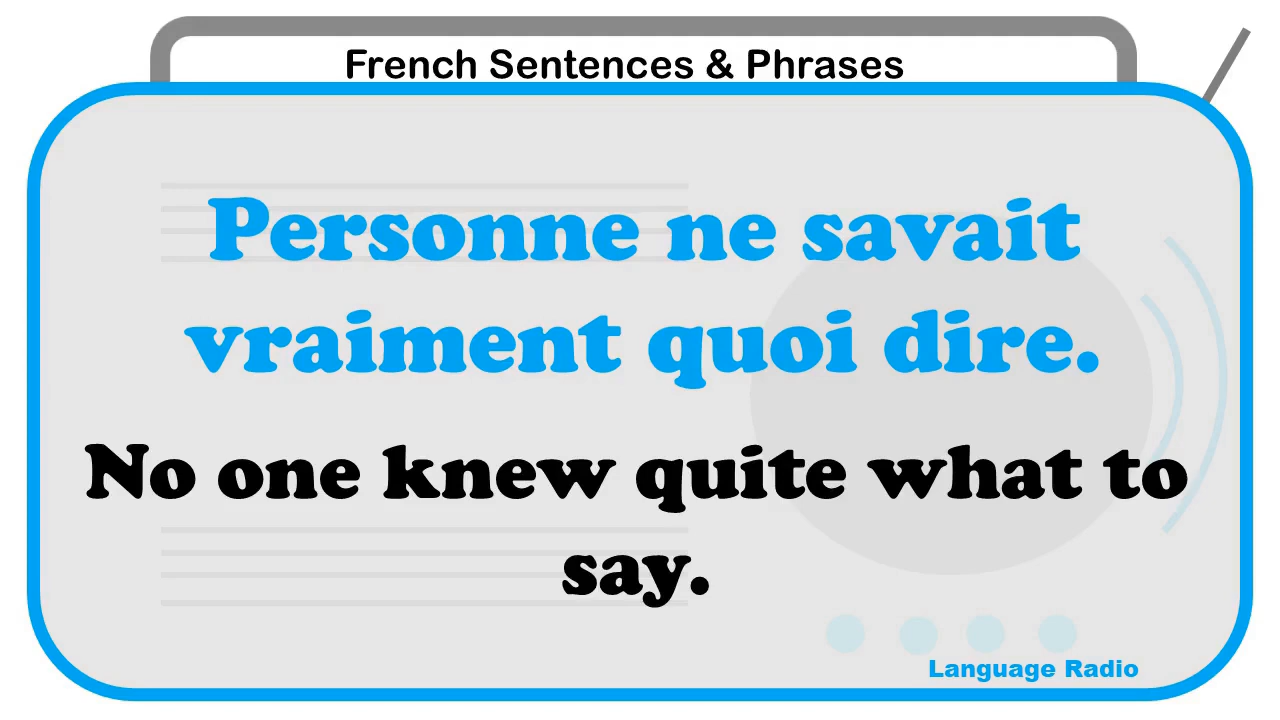 French Sentences & Phrases
Personne ne savait
vraiment quoi dire.
No one knew quite what to
say.
Language Radio